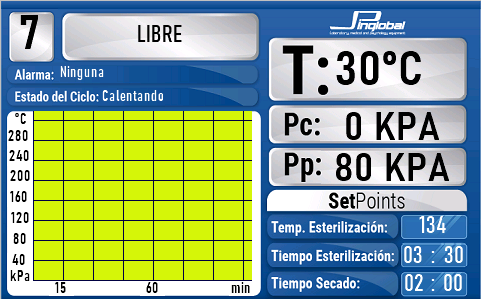 7
LIBRE
Pinglobal
Alarma: Ninguna
Estado del Ciclo: Calentando
T: 30°C
Pc: 0 KPA
Pp: 80 KPA
SetPoints
Temp. Esterilización: 134
Tiempo Esterilización: 03 : 30
Tiempo Secado: 02 : 00
°C
280
240
200
160
120
80
40
kPa
15 60 min